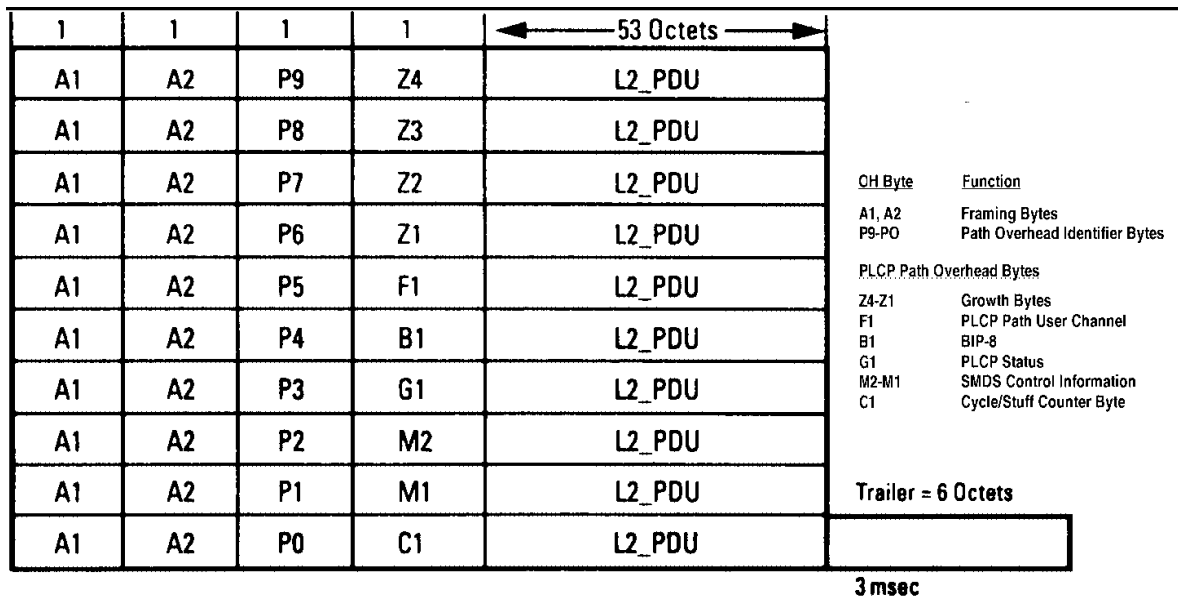 1 1 1 1 53 Octets
A1 A2 P9 Z4 L2_PDU
A1 A2 P8 Z3 L2_PDU
A1 A2 P7 Z2 L2_PDU
A1 A2 P6 Z1 L2_PDU
A1 A2 P5 F1 L2_PDU
A1 A2 P4 B1 L2_PDU
A1 A2 P3 G1 L2_PDU
A1 A2 P2 M2 L2_PDU
A1 A2 P1 M1 L2_PDU
A1 A2 P0 C1 L2_PDU
OH Byte Function
A1, A2 Framing Bytes
P9-PO Path Overhead Identifier Bytes
PLCP Path Overhead Bytes
Z4-Z1 Growth Bytes
F1 PLCP Path User Channel
B1 BIP-8
G1 PLCP Status
M2-M1 SMDS Control Information
C1 Cycle/Stuff Counter Byte
Trailer = 6 Octets
3 msec